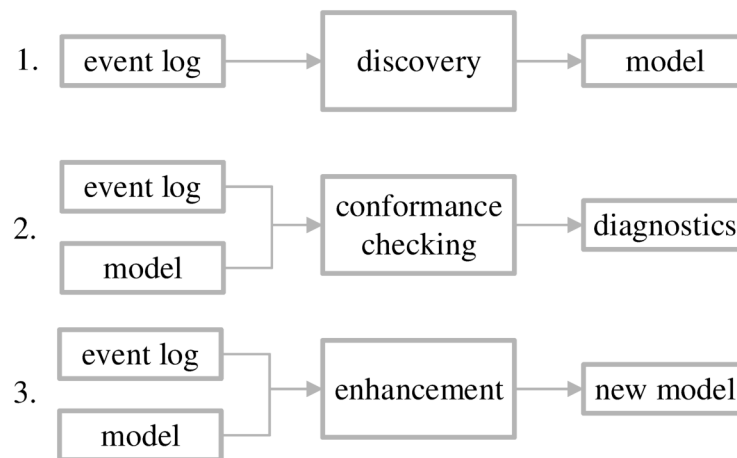 1. event log discovery model
event log
2. conformance checking diagnostics
model
event log
3. enhancement new model
model